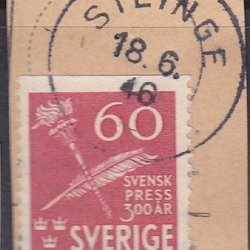 STEINGE
18.6.
46
60
SVENSK
PRESS
300 ÅR
SVERIGE